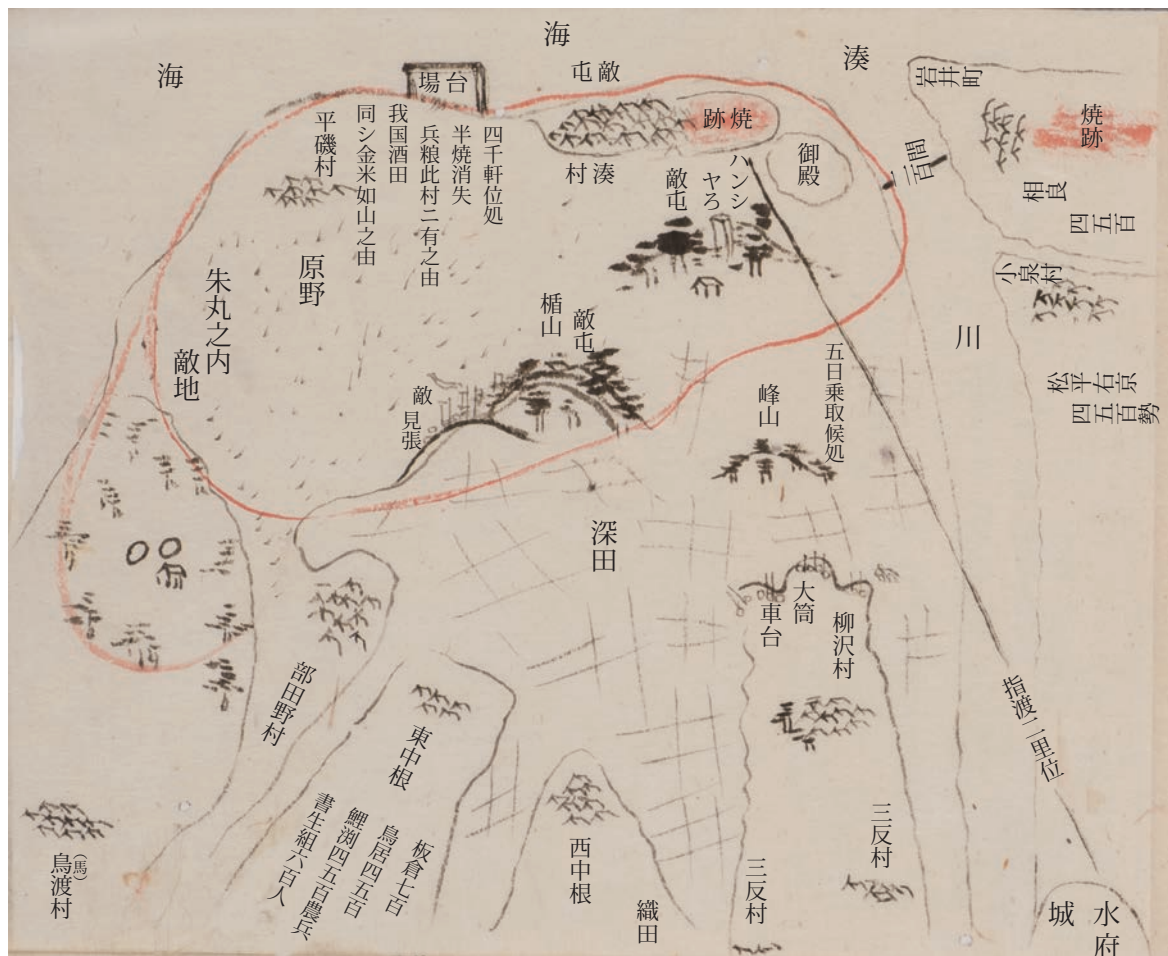 海
海
湊
岩井町
焼跡
二百間
相良
四五百
小泉村
三
松平右京
四五百勢
敵屯
台場
焼跡
湊村
御殿
ハンシヤろ
敵屯
四千軒位処
半焼消失
兵粮此村ニ有之由
我国酒田
同シ金米如山之由
平磯村
原野
朱丸之内
敵地
敵屯
楯山
敵見張
五日乗取候処
峰山
深田
大筒
車台
柳沢村
指渡二里位
三反村
三反村
水府
城
織田
西中根
東中根
板倉七百
鳥居四五百
鯉渕四五百農兵
書生組六百人
部田野村
(馬)
鳥渡村